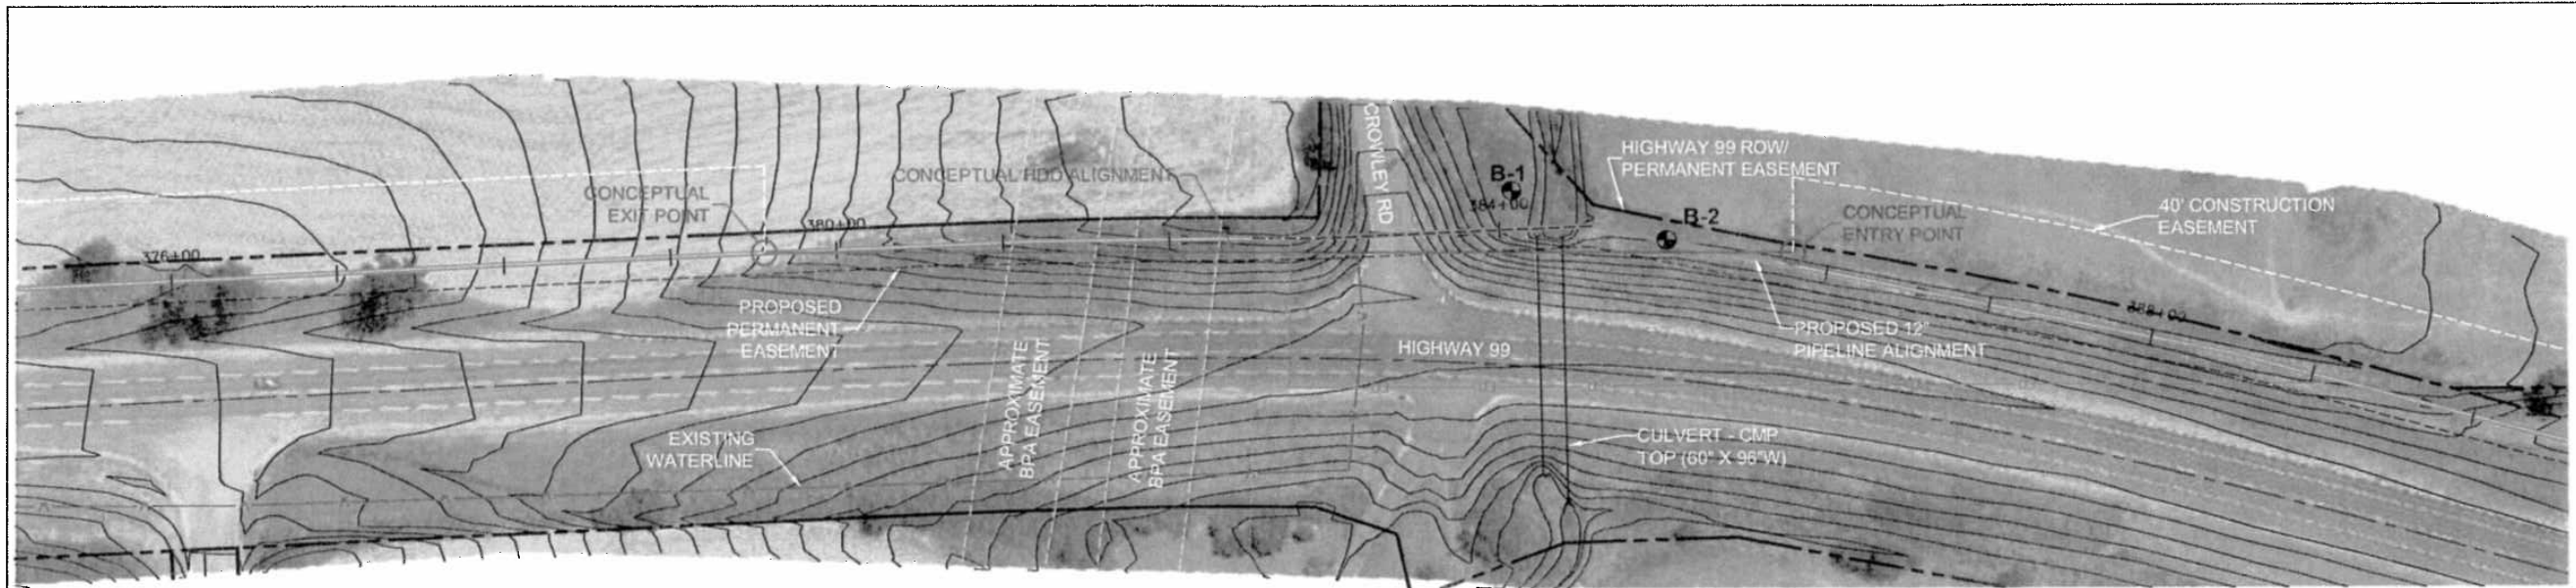 CROWLEY RD
HIGHWAY 99 ROW/
PERMANENT EASEMENT
CONCEPTUAL HDD ALIGNMENT
B-1
CONCEPTUAL
EXIT POINT
384+00
B-2
CONCEPTUAL
ENTRY POINT
40' CONSTRUCTION
EASEMENT
380+00
376+00
388+00
PROPOSED
PERMANENT
EASEMENT
PROPOSED 12"
PIPELINE ALIGNMENT
HIGHWAY 99
APPROXIMATE
BPA EASEMENT
APPROXIMATE
BPA EASEMENT
EXISTING
WATERLINE
CULVERT - CMP
TOP (60" X 96"W)